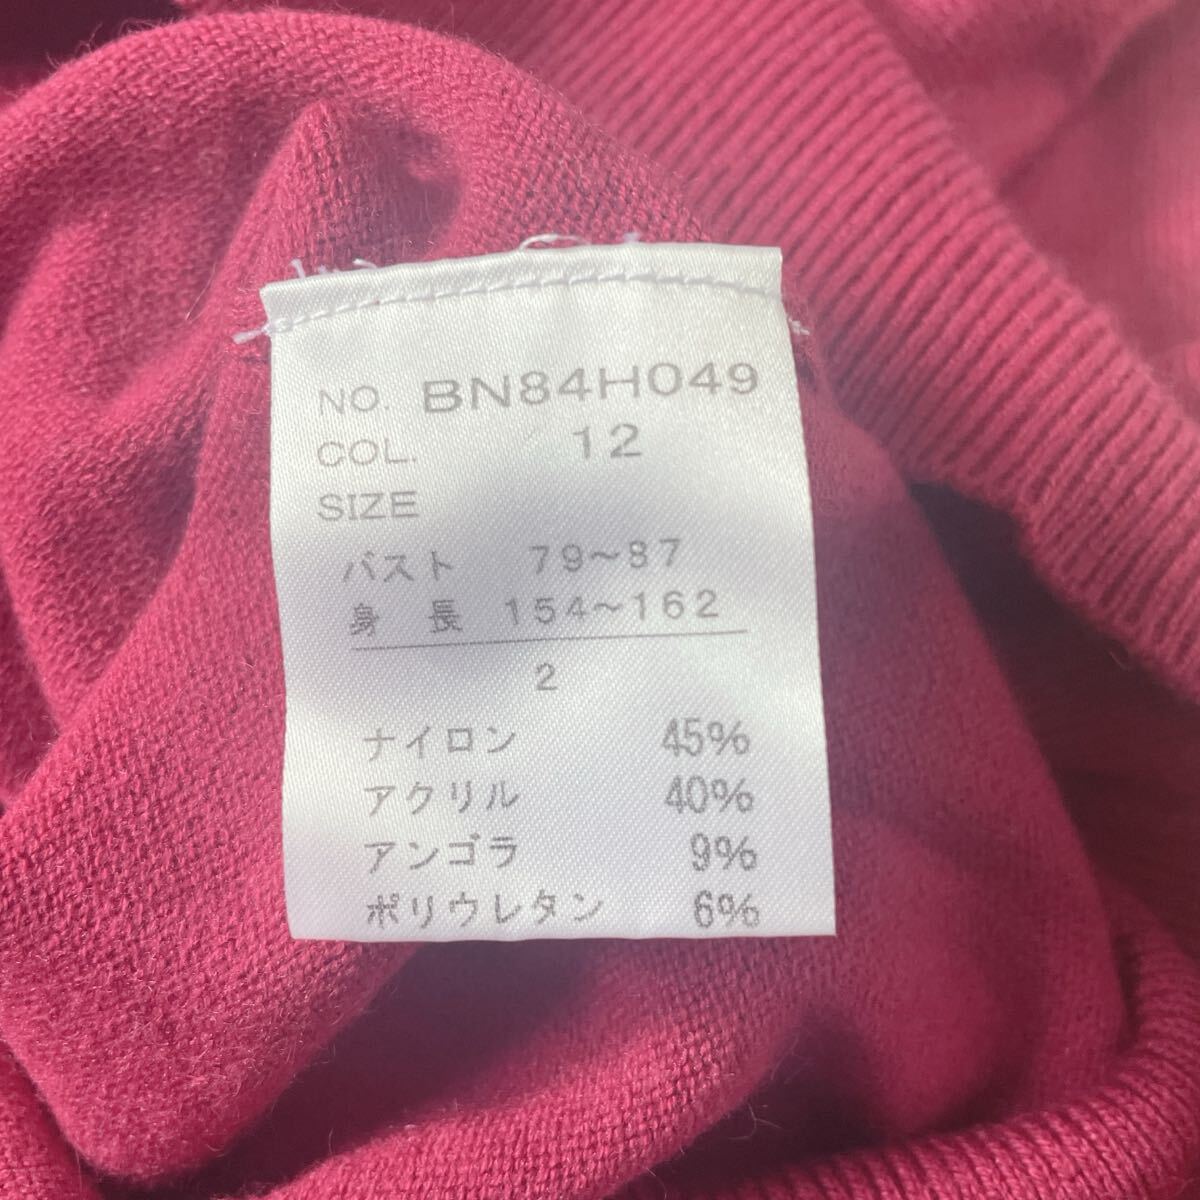 NO. BN84H049
COL. 12
SIZE
バスト 79~87
身 長 154~162
2
ナイロン 45%
アクリル 40%
アンゴラ 9%
ポリウレタン 6%